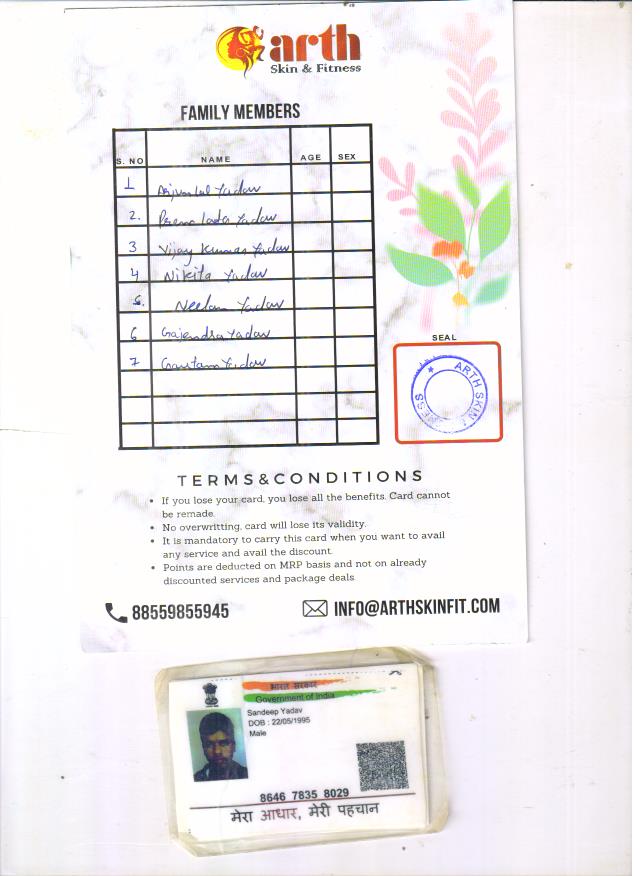 arth
Skin & Fitness
FAMILY MEMBERS
S. NO NAME AGE SEX
1 Arjunlal Yadav
2. Prem lata Yadav
3 Vijay Kumar Yadav
4 Nikita Yadav
5. Neelam Yadav
6 Gajendra Yadav
7 Gautam Yadav
SEAL
ARTH SKIN
TERMS&CONDITIONS
• If you lose your card, you lose all the benefits. Card cannot
be remade.
• No overwritting, card will lose its validity.
• It is mandatory to carry this card when you want to avail
any service and avail the discount.
• Points are deducted on MRP basis and not on already
discounted services and package deals
88559855945
INFO@ARTHSKINFIT.COM
भारत सरकार
Government of India
Sandeep Yadav
DOB : 22/05/1995
Male
8646 7835 8029
मेरा आधार, मेरी पहचान